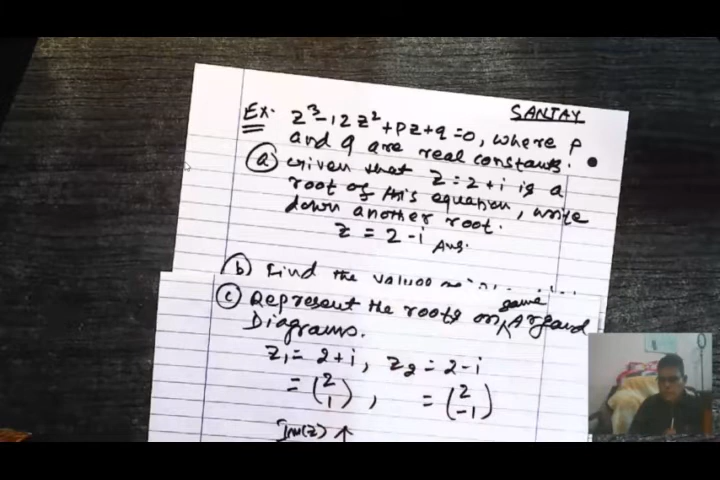 SANJAY
Ex. z³-12z²+pz+q=0, where p
and q are real constants.
(a) Given that z=2+i is a
root of this equation, write
down another root.
z = 2-i Ans.
(b) Find the values
(c) Represent the roots on same Argand
Diagrams.
z₁= 2+i, z₂= 2-i
= (2 1), = (2 -1)
Im(z) ↑